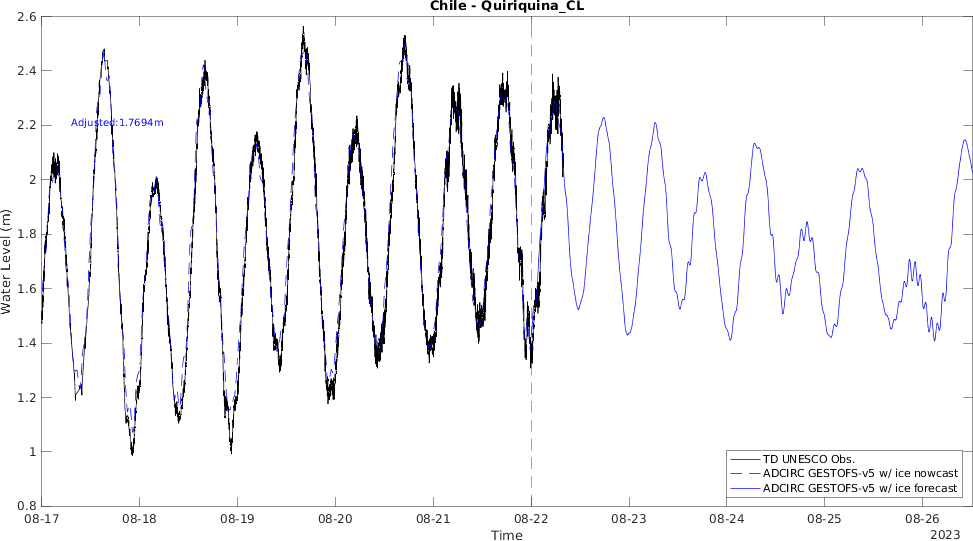 Chile - Quiriquina_CL
2.6
2.4
2.2
2
1.8
1.6
1.4
1.2
1
0.8
Water Level (m)
Adjusted:1.7694m
TD UNESCO Obs.
ADCIRC GESTOFS-v5 w/ ice nowcast
ADCIRC GESTOFS-v5 w/ ice forecast
08-17 08-18 08-19 08-20 08-21 08-22 08-23 08-24 08-25 08-26
Time
2023